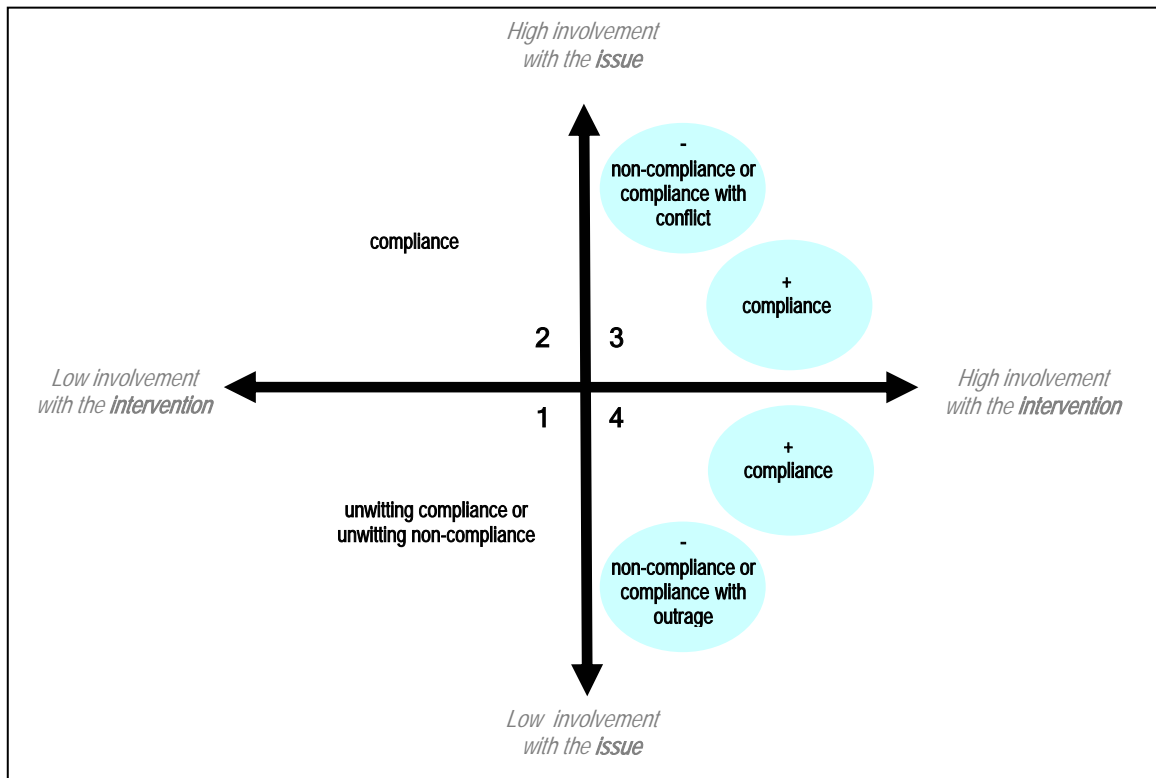 High involvement
with the issue
-
non-compliance or
compliance with
conflict
compliance
+
compliance
2
3
Low involvement
with the intervention
High involvement
with the intervention
1
4
+
compliance
unwitting compliance or
unwitting non-compliance
-
non-compliance or
compliance with
outrage
Low involvement
with the issue